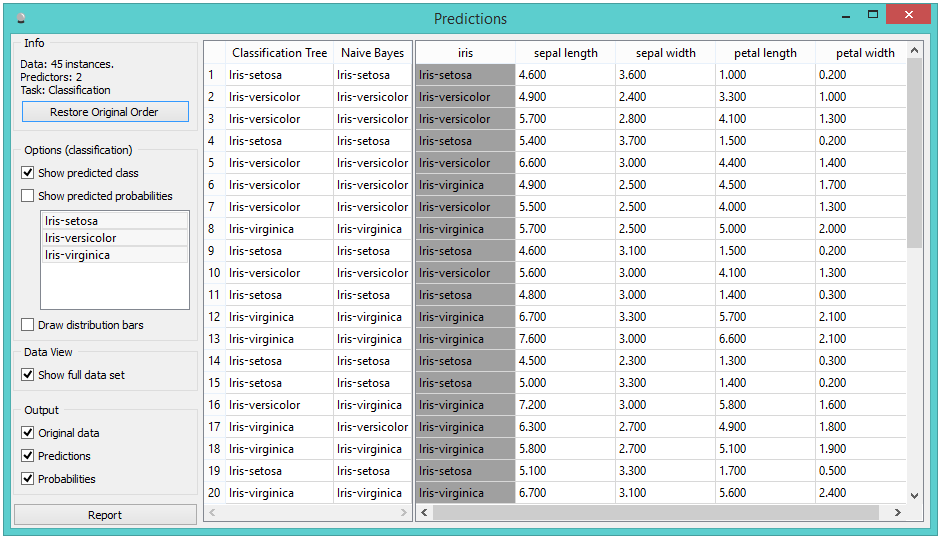 Predictions
Info
Data: 45 instances.
Predictors: 2
Task: Classification
Restore Original Order
Options (classification)
Show predicted class
Show predicted probabilities
Iris-setosa
Iris-versicolor
Iris-virginica
Draw distribution bars
Data View
Show full data set
Output
Original data
Predictions
Probabilities
Report
Classification Tree Naive Bayes iris sepal length sepal width petal length petal width
1 Iris-setosa Iris-setosa Iris-setosa 4.600 3.600 1.000 0.200
2 Iris-versicolor Iris-versicolor Iris-versicolor 4.900 2.400 3.300 1.000
3 Iris-versicolor Iris-versicolor Iris-versicolor 5.700 2.800 4.100 1.300
4 Iris-setosa Iris-setosa Iris-setosa 5.400 3.700 1.500 0.200
5 Iris-versicolor Iris-versicolor Iris-versicolor 6.600 3.000 4.400 1.400
6 Iris-versicolor Iris-versicolor Iris-virginica 4.900 2.500 4.500 1.700
7 Iris-versicolor Iris-versicolor Iris-versicolor 5.500 2.500 4.000 1.300
8 Iris-virginica Iris-virginica Iris-virginica 5.700 2.500 5.000 2.000
9 Iris-setosa Iris-setosa Iris-setosa 4.600 3.100 1.500 0.200
10 Iris-versicolor Iris-versicolor Iris-versicolor 5.600 3.000 4.100 1.300
11 Iris-setosa Iris-setosa Iris-setosa 4.800 3.000 1.400 0.300
12 Iris-virginica Iris-virginica Iris-virginica 6.700 3.300 5.700 2.100
13 Iris-virginica Iris-virginica Iris-virginica 7.600 3.000 6.600 2.100
14 Iris-setosa Iris-setosa Iris-setosa 4.500 2.300 1.300 0.300
15 Iris-setosa Iris-setosa Iris-setosa 5.000 3.300 1.400 0.200
16 Iris-versicolor Iris-virginica Iris-virginica 7.200 3.000 5.800 1.600
17 Iris-virginica Iris-versicolor Iris-virginica 6.300 2.700 4.900 1.800
18 Iris-virginica Iris-virginica Iris-virginica 5.800 2.700 5.100 1.900
19 Iris-setosa Iris-setosa Iris-setosa 5.100 3.300 1.700 0.500
20 Iris-virginica Iris-virginica Iris-virginica 6.700 3.100 5.600 2.400